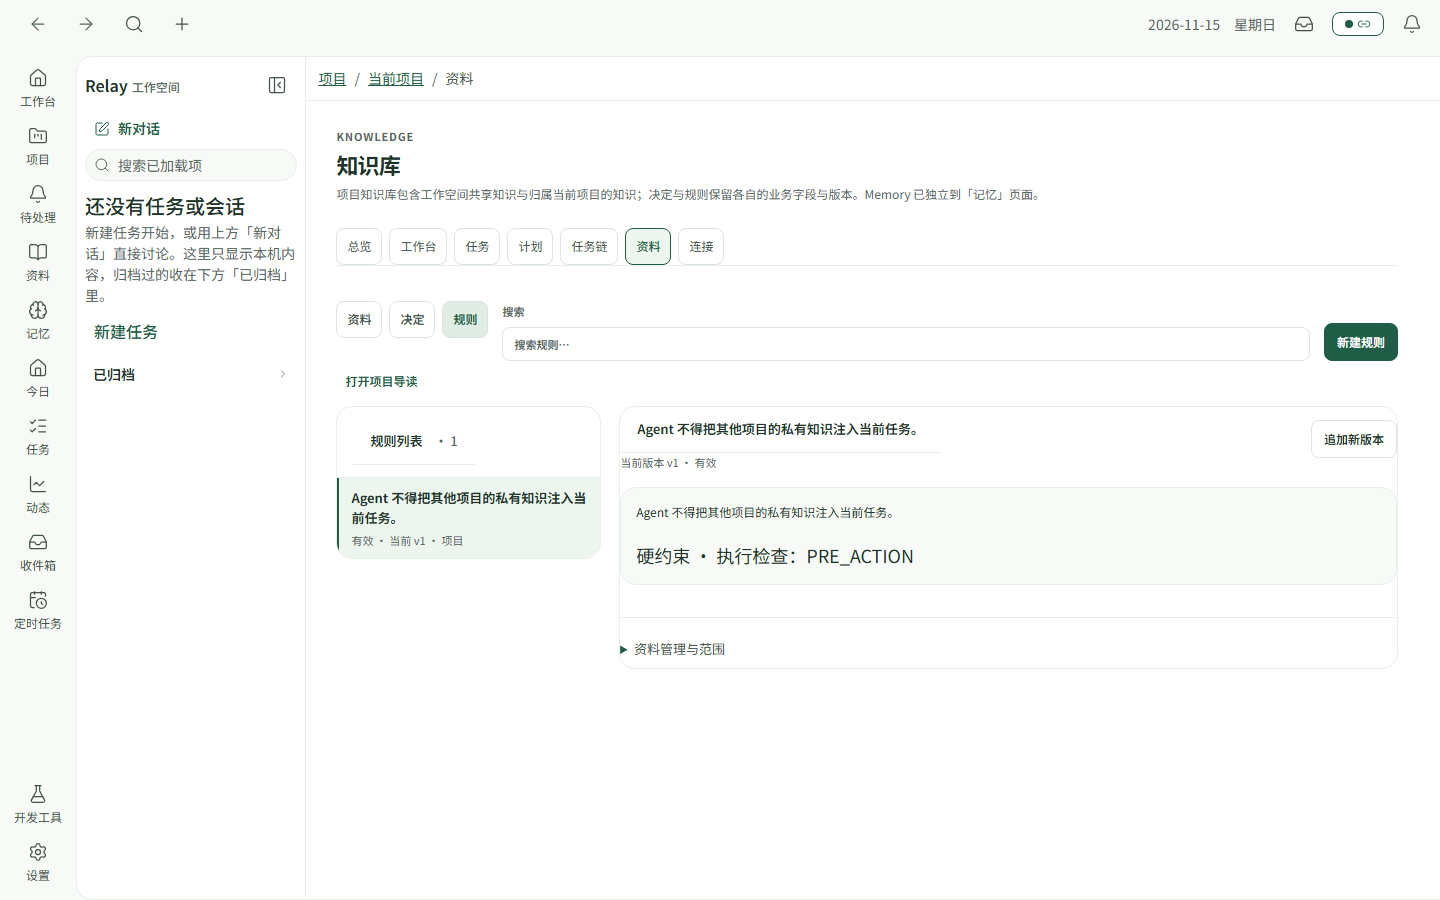 2026-11-15 星期日
工作台
项目
待处理
资料
记忆
今日
任务
动态
收件箱
定时任务
开发工具
设置
Relay 工作空间
新对话
搜索已加载项
还没有任务或会话
新建任务开始，或用上方「新对
话」直接讨论。这里只显示本机内
容，归档过的收在下方「已归档」
里。
新建任务
已归档
项目 / 当前项目 / 资料
KNOWLEDGE
知识库
项目知识库包含工作空间共享知识与归属当前项目的知识；决定与规则保留各自的业务字段与版本。Memory 已独立到「记忆」页面。
总览 工作台 任务 计划 任务链 资料 连接
资料 决定 规则
搜索
搜索规则…
新建规则
打开项目导读
规则列表 · 1
Agent 不得把其他项目的私有知识注入当
前任务。
有效 · 当前 v1 · 项目
Agent 不得把其他项目的私有知识注入当前任务。
追加新版本
当前版本 v1 · 有效
Agent 不得把其他项目的私有知识注入当前任务。
硬约束 · 执行检查：PRE_ACTION
资料管理与范围